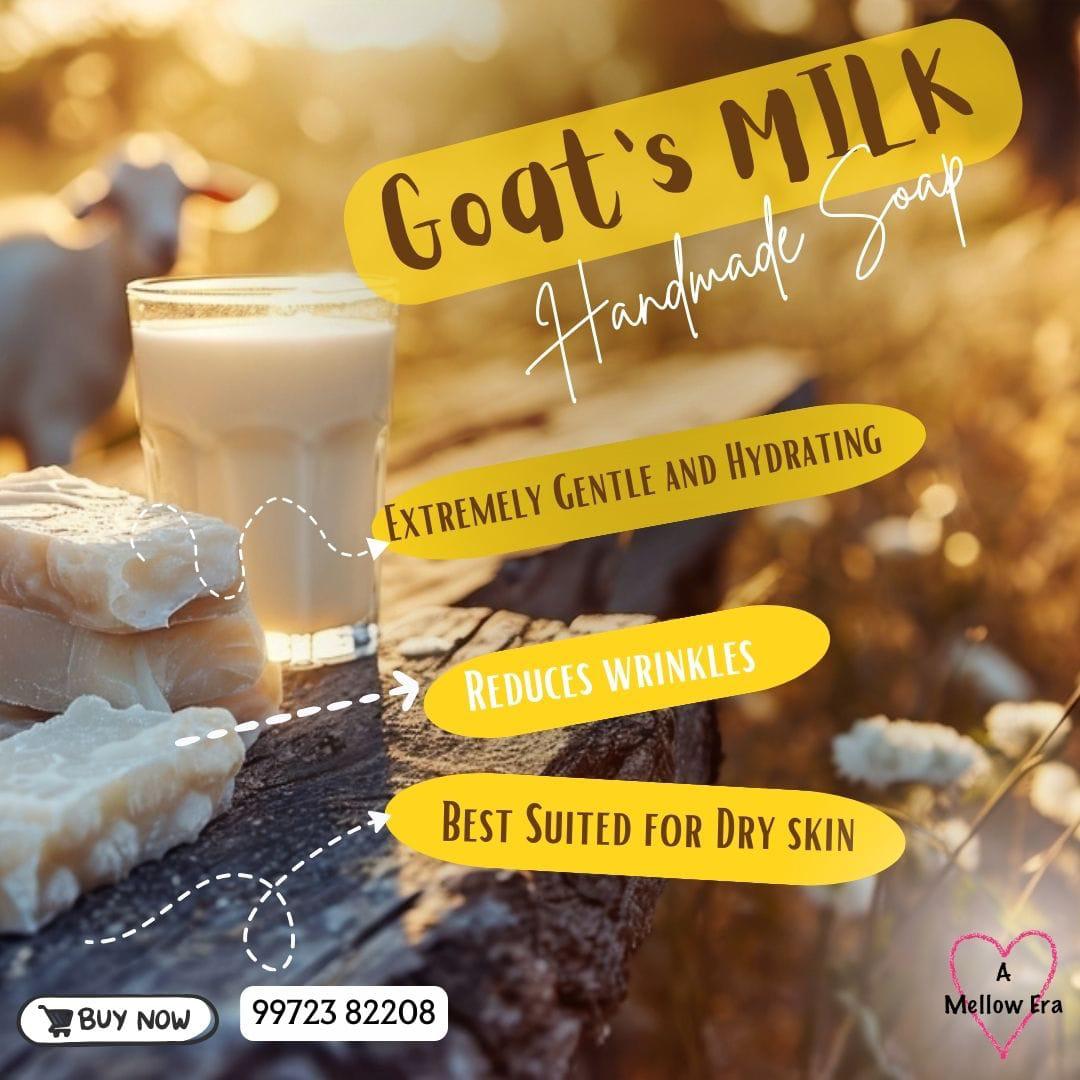 Goat's MILK
Handmade Soap
Extremely Gentle and Hydrating
Reduces wrinkles
Best Suited for Dry skin
BUY NOW
99723 82208
A
Mellow Era